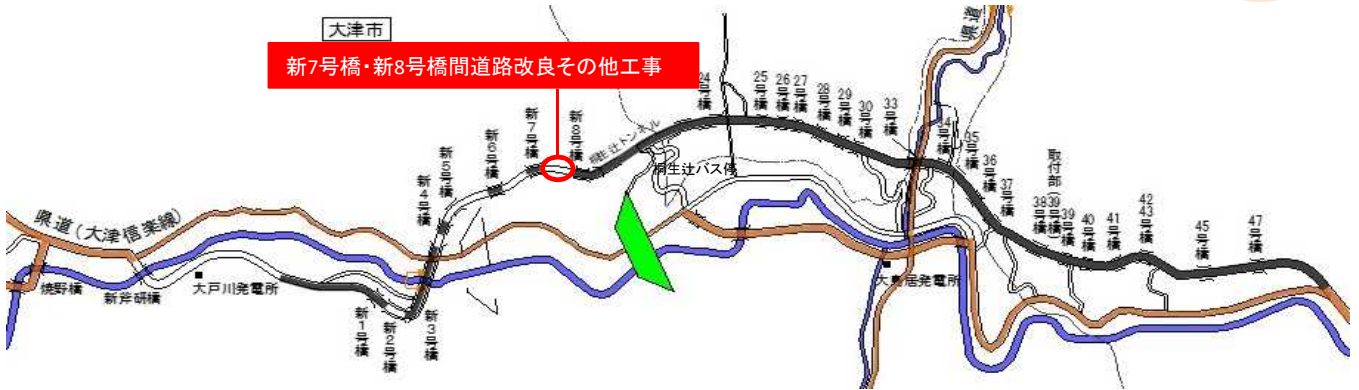 大津市
新7号橋・新8号橋間道路改良その他工事
県道(大津信楽線)
焼野橋
新斧研橋
大戸川発電所
新1号橋
新2号橋
新3号橋
新4号橋
新5号橋
新6号橋
新7号橋
新8号橋
桐生辻トンネル
桐生辻バス停
24号橋
25号橋
26号橋
27号橋
28号橋
29号橋
30号橋
33号橋
県道
34号橋
35号橋
36号橋
37号橋
38号橋
取付部(39号橋)
39号橋
40号橋
41号橋
42
43号橋
45号橋
47号橋
大鳥居発電所